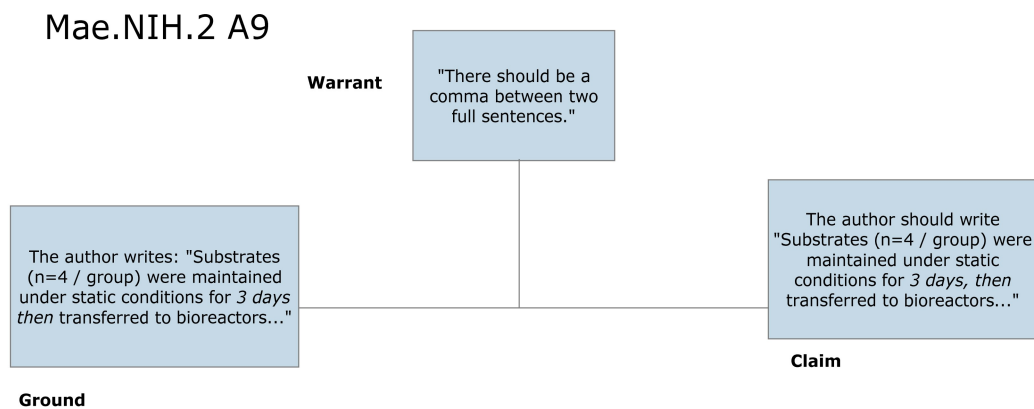 Mae.NIH.2 A9
Warrant
"There should be a
comma between two
full sentences."
The author writes: "Substrates
(n=4 / group) were maintained
under static conditions for 3 days
then transferred to bioreactors..."
Ground
The author should write
"Substrates (n=4 / group) were
maintained under static
conditions for 3 days, then
transferred to bioreactors..."
Claim